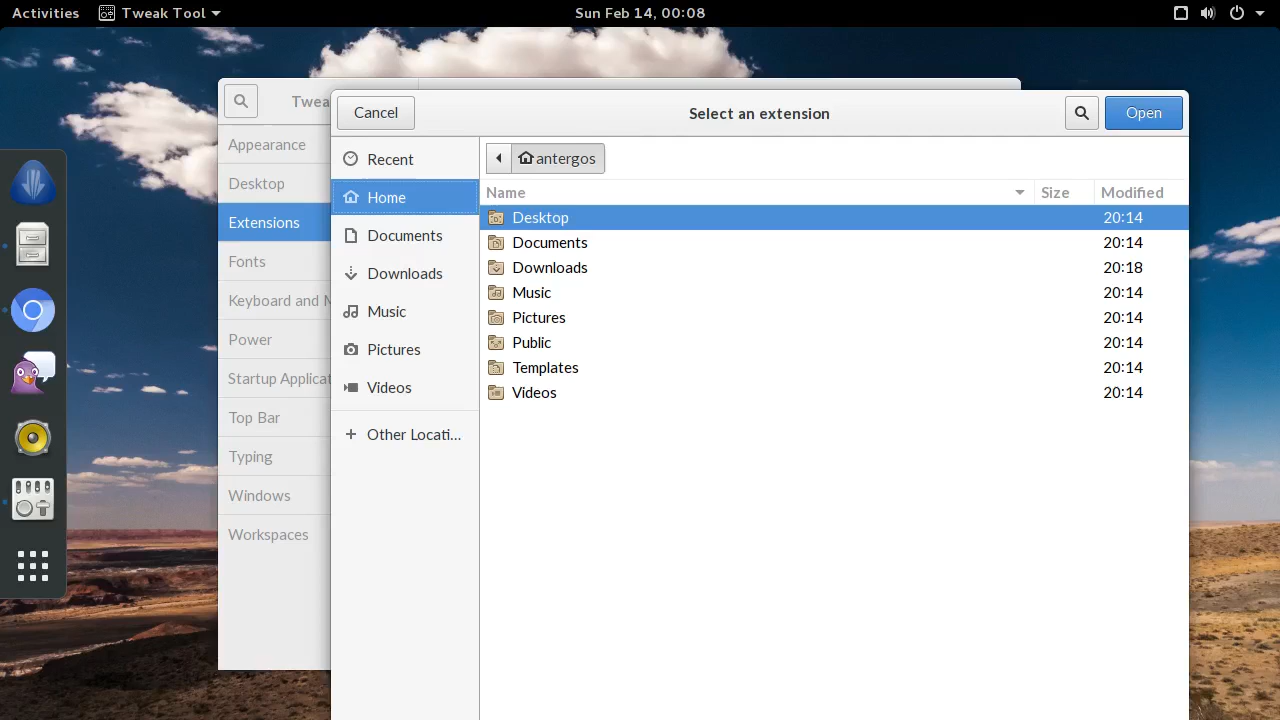 Activities Tweak Tool Sun Feb 14, 00:08
Twea
Cancel Select an extension Open
Appearance
Desktop
Extensions
Fonts
Keyboard and M
Power
Startup Applicat
Top Bar
Typing
Windows
Workspaces
Recent
Home
Documents
Downloads
Music
Pictures
Videos
Other Locati...
antergos
Name Size Modified
Desktop 20:14
Documents 20:14
Downloads 20:18
Music 20:14
Pictures 20:14
Public 20:14
Templates 20:14
Videos 20:14